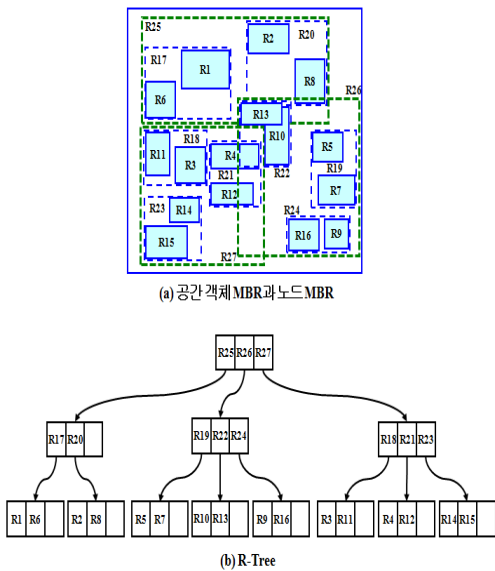 R25
R2
R20
R17
R1
R8
R6
R26
R13
R11
R18
R10
R5
R3
R4
R19
R21
R22
R7
R12
R23
R14
R24
R15
R16
R9
R27
(a) 공간 객체 MBR과 노드 MBR
R25 R26 R27
R17 R20
R19 R22 R24
R18 R21 R23
R1 R6
R2 R8
R5 R7
R10 R13
R9 R16
R3 R11
R4 R12
R14 R15
(b) R-Tree